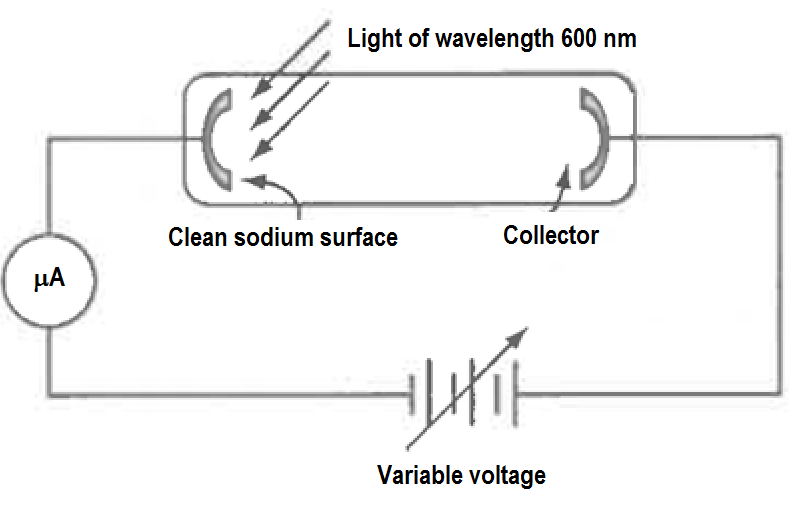 Light of wavelength 600 nm
Clean sodium surface
Collector
μA
Variable voltage